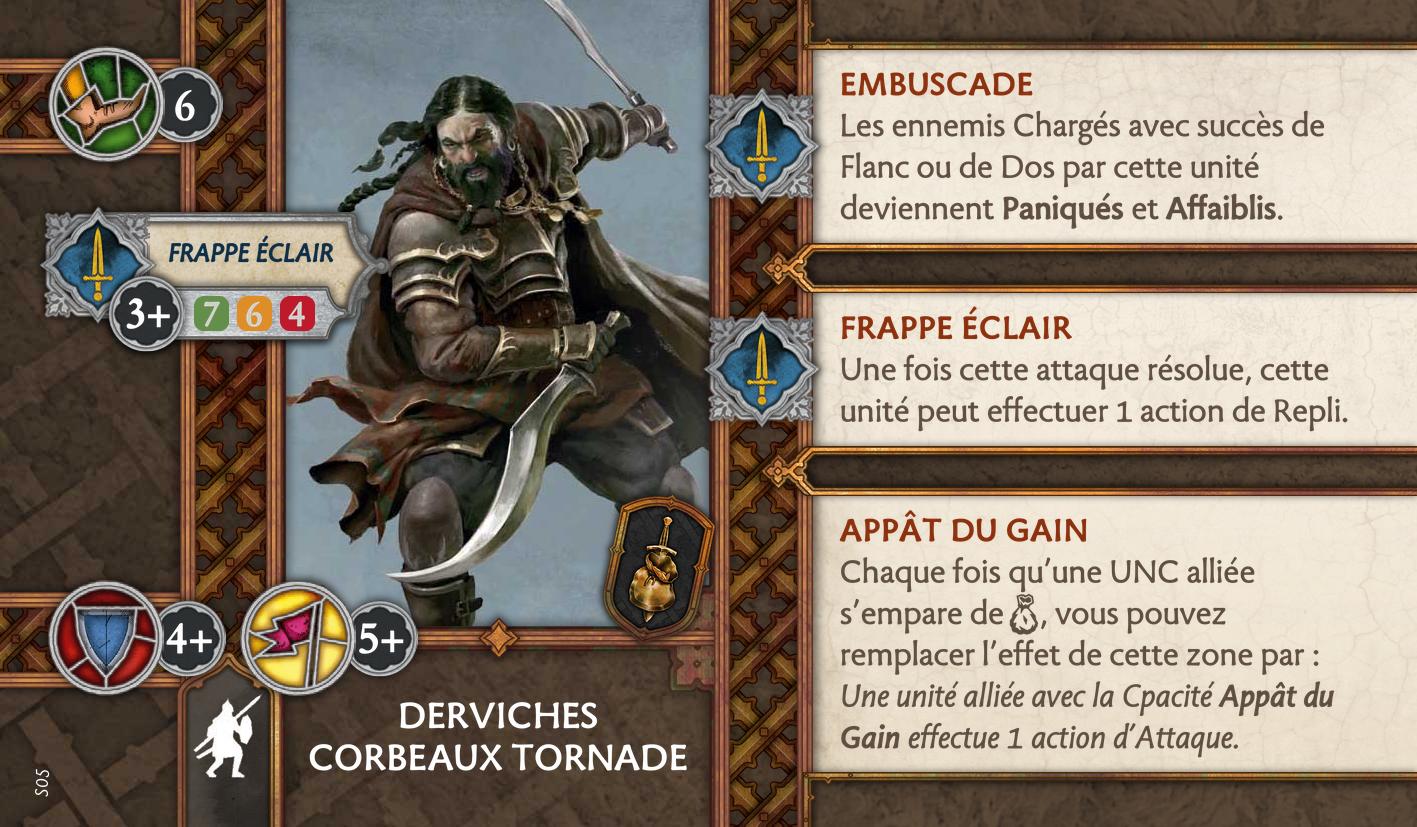 6
FRAPPE ÉCLAIR
3+ 7 6 4
4+ 5+
DERVICHES
CORBEAUX TORNADE
SOS
EMBUSCADE
Les ennemis Chargés avec succès de
Flanc ou de Dos par cette unité
deviennent Paniqués et Affaiblis.
FRAPPE ÉCLAIR
Une fois cette attaque résolue, cette
unité peut effectuer 1 action de Repli.
APPÂT DU GAIN
Chaque fois qu'une UNC alliée
s'empare de , vous pouvez
remplacer l'effet de cette zone par :
Une unité alliée avec la Cpacité Appât du
Gain effectue 1 action d'Attaque.